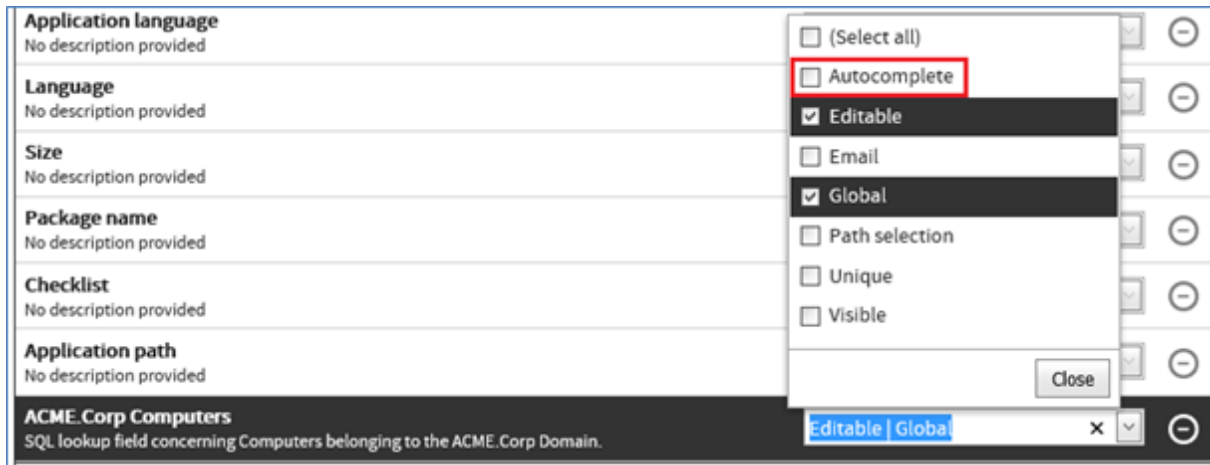 Application language
No description provided
Language
No description provided
Size
No description provided
Package name
No description provided
Checklist
No description provided
Application path
No description provided
ACME.Corp Computers
SQL lookup field concerning Computers belonging to the ACME.Corp Domain.
(Select all)
Autocomplete
Editable
Email
Global
Path selection
Unique
Visible
Close
Editable | Global